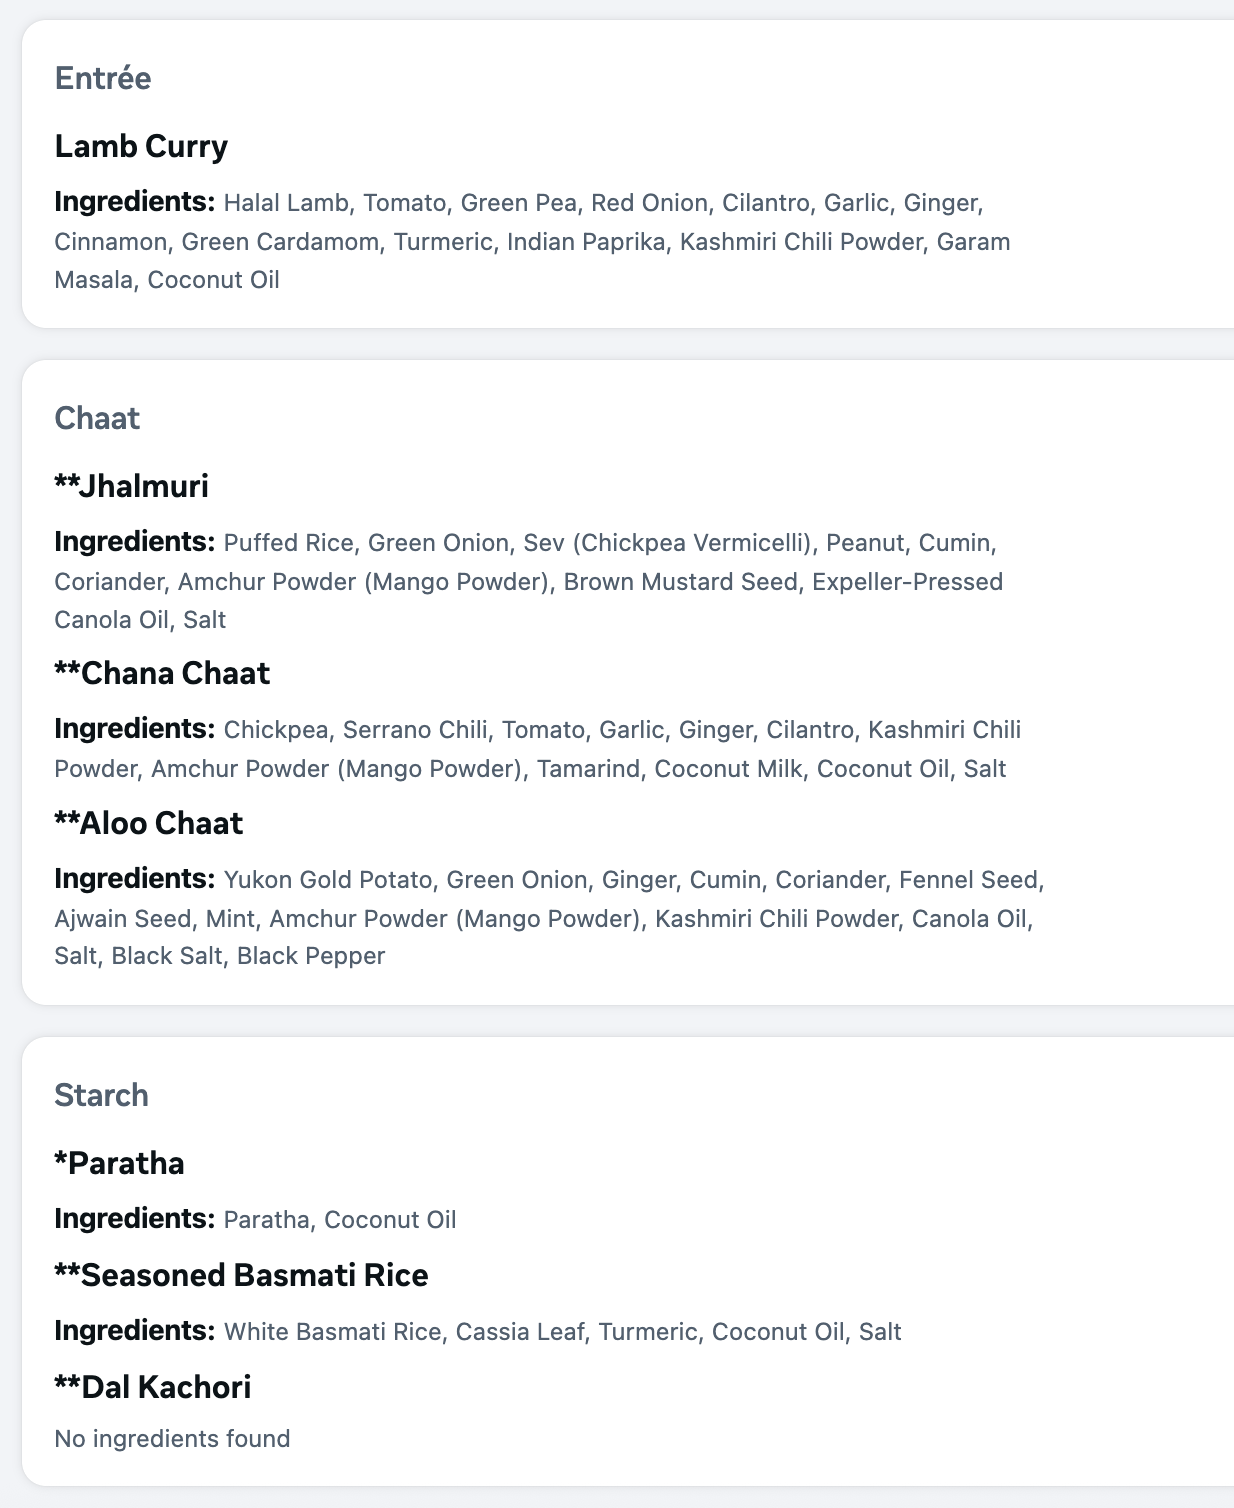 Entrée
Lamb Curry
Ingredients: Halal Lamb, Tomato, Green Pea, Red Onion, Cilantro, Garlic, Ginger,
Cinnamon, Green Cardamom, Turmeric, Indian Paprika, Kashmiri Chili Powder, Garam
Masala, Coconut Oil
Chaat
**Jhalmuri
Ingredients: Puffed Rice, Green Onion, Sev (Chickpea Vermicelli), Peanut, Cumin,
Coriander, Amchur Powder (Mango Powder), Brown Mustard Seed, Expeller-Pressed
Canola Oil, Salt
**Chana Chaat
Ingredients: Chickpea, Serrano Chili, Tomato, Garlic, Ginger, Cilantro, Kashmiri Chili
Powder, Amchur Powder (Mango Powder), Tamarind, Coconut Milk, Coconut Oil, Salt
**Aloo Chaat
Ingredients: Yukon Gold Potato, Green Onion, Ginger, Cumin, Coriander, Fennel Seed,
Ajwain Seed, Mint, Amchur Powder (Mango Powder), Kashmiri Chili Powder, Canola Oil,
Salt, Black Salt, Black Pepper
Starch
*Paratha
Ingredients: Paratha, Coconut Oil
**Seasoned Basmati Rice
Ingredients: White Basmati Rice, Cassia Leaf, Turmeric, Coconut Oil, Salt
**Dal Kachori
No ingredients found